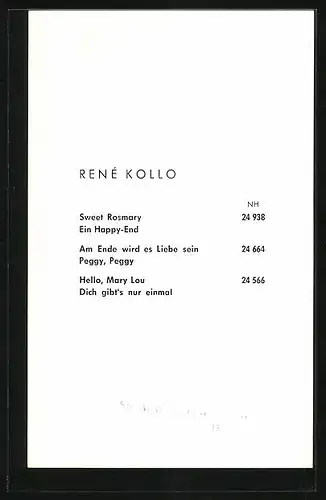 RENÉ KOLLO
NH
Sweet Rosmary 24 938
Ein Happy-End
Am Ende wird es Liebe sein 24 664
Peggy, Peggy
Hello, Mary Lou 24 566
Dich gibt's nur einmal